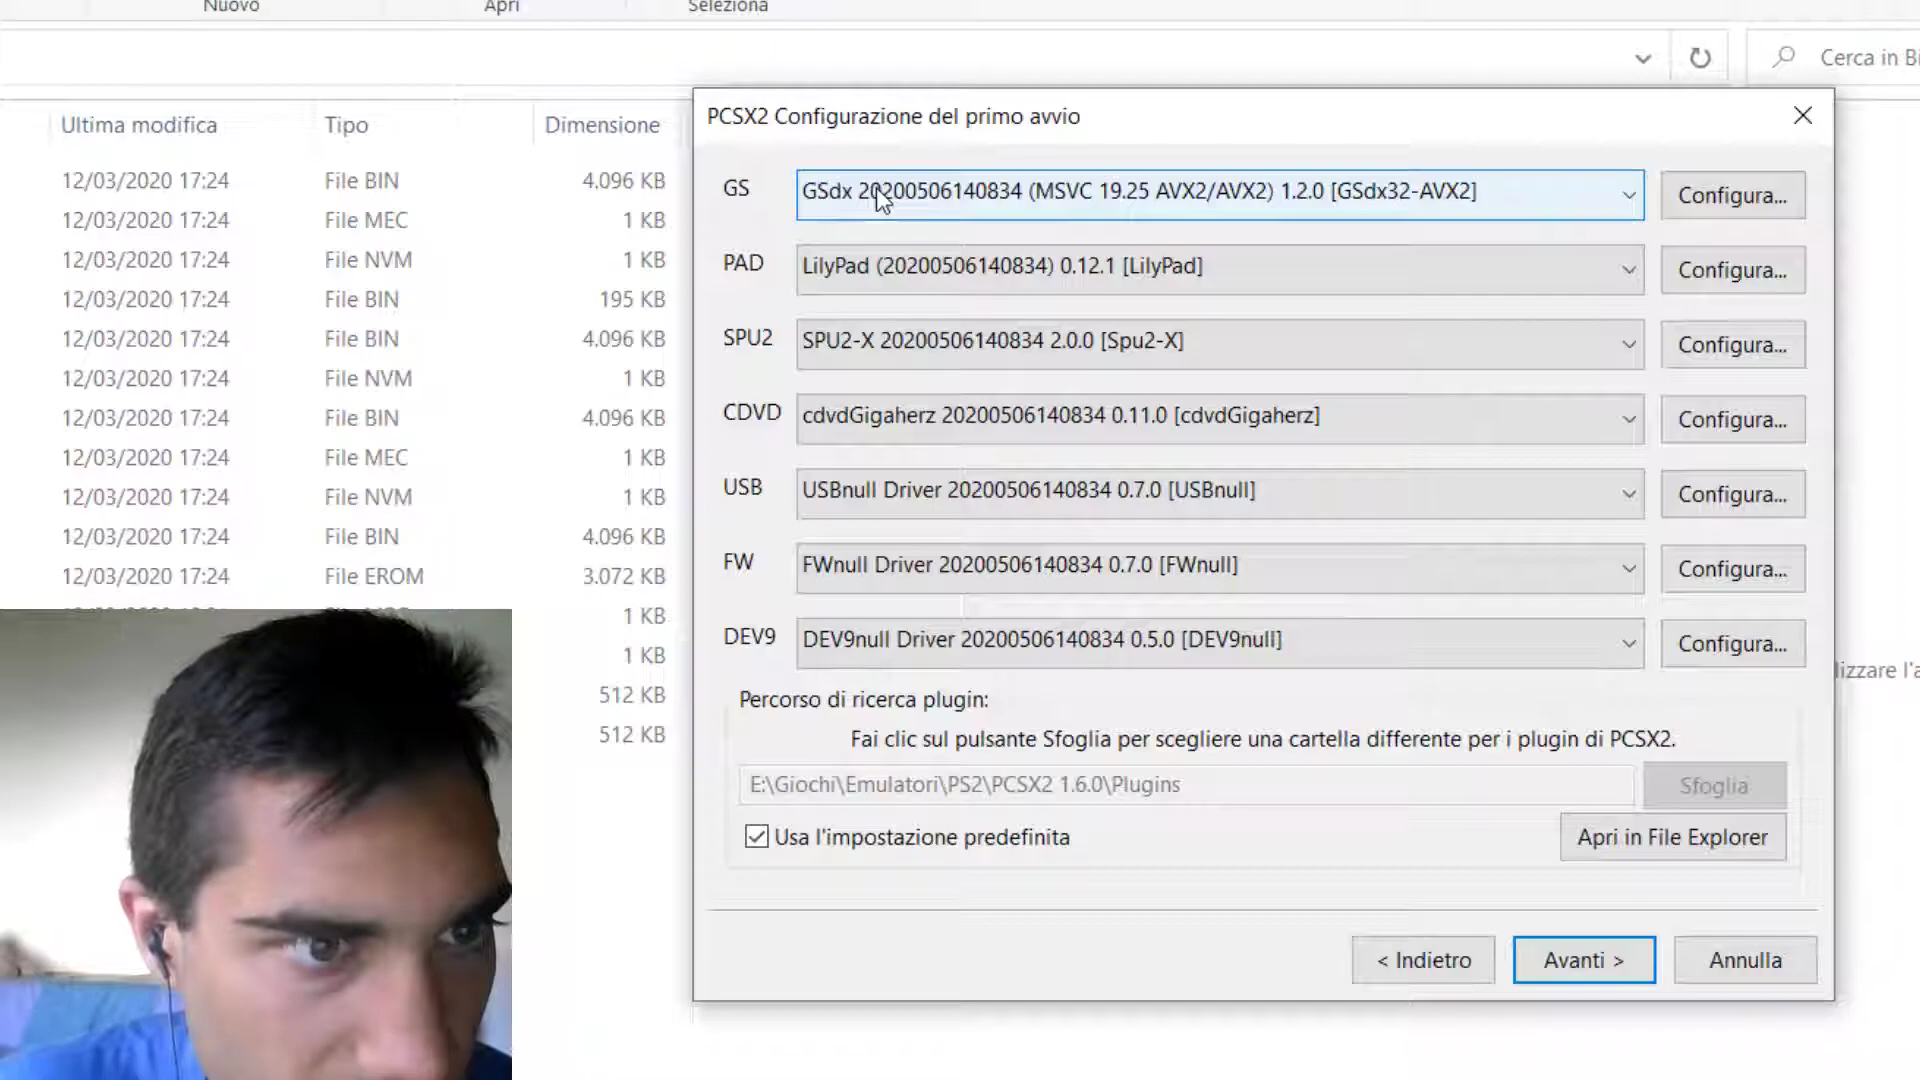 Nuovo Apri Seleziona
Cerca in Bi
Ultima modifica Tipo Dimensione
12/03/2020 17:24 File BIN 4.096 KB
12/03/2020 17:24 File MEC 1 KB
12/03/2020 17:24 File NVM 1 KB
12/03/2020 17:24 File BIN 195 KB
12/03/2020 17:24 File BIN 4.096 KB
12/03/2020 17:24 File NVM 1 KB
12/03/2020 17:24 File BIN 4.096 KB
12/03/2020 17:24 File MEC 1 KB
12/03/2020 17:24 File NVM 1 KB
12/03/2020 17:24 File BIN 4.096 KB
12/03/2020 17:24 File EROM 3.072 KB
1 KB
1 KB
512 KB
512 KB
PCSX2 Configurazione del primo avvio
GS GSdx 20200506140834 (MSVC 19.25 AVX2/AVX2) 1.2.0 [GSdx32-AVX2] Configura...
PAD LilyPad (20200506140834) 0.12.1 [LilyPad] Configura...
SPU2 SPU2-X 20200506140834 2.0.0 [Spu2-X] Configura...
CDVD cdvdGigaherz 20200506140834 0.11.0 [cdvdGigaherz] Configura...
USB USBnull Driver 20200506140834 0.7.0 [USBnull] Configura...
FW FWnull Driver 20200506140834 0.7.0 [FWnull] Configura...
DEV9 DEV9null Driver 20200506140834 0.5.0 [DEV9null] Configura...
Percorso di ricerca plugin:
Fai clic sul pulsante Sfoglia per scegliere una cartella differente per i plugin di PCSX2.
E:\Giochi\Emulatori\PS2\PCSX2 1.6.0\Plugins Sfoglia
Usa l'impostazione predefinita Apri in File Explorer
< Indietro Avanti > Annulla
lizzare l'a